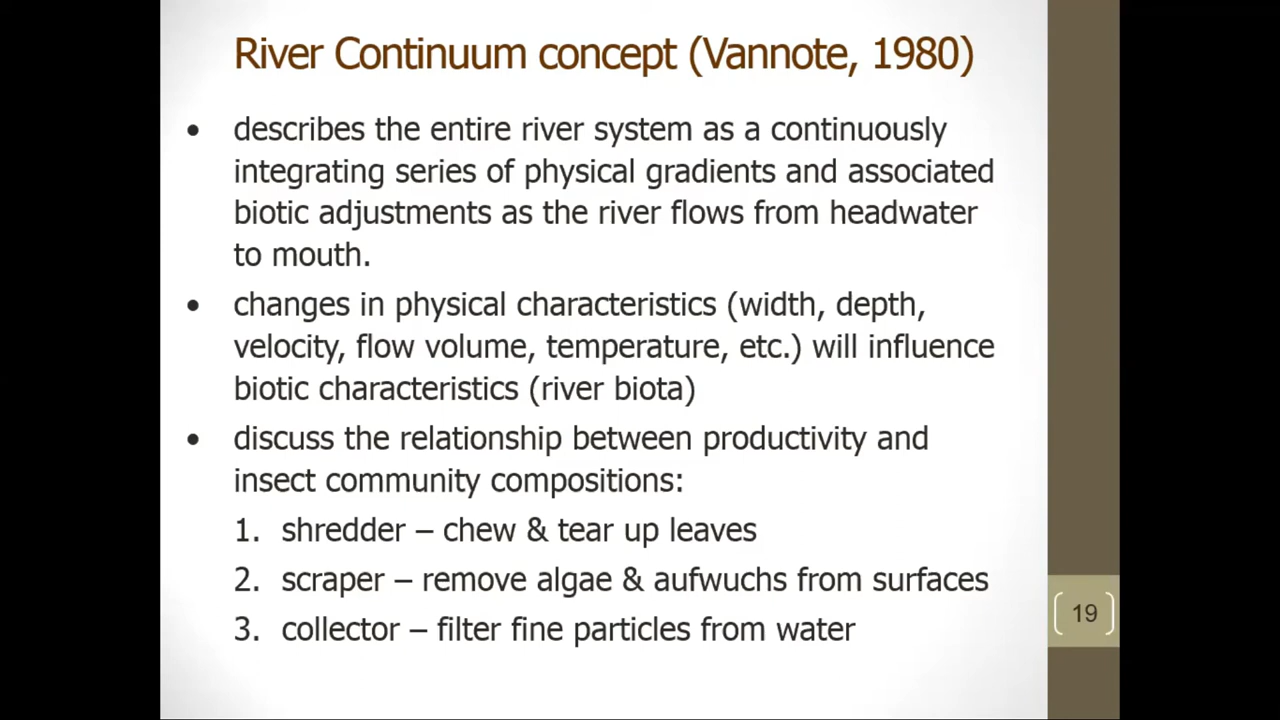 River Continuum concept (Vannote, 1980)
• describes the entire river system as a continuously
integrating series of physical gradients and associated
biotic adjustments as the river flows from headwater
to mouth.
• changes in physical characteristics (width, depth,
velocity, flow volume, temperature, etc.) will influence
biotic characteristics (river biota)
• discuss the relationship between productivity and
insect community compositions:
1. shredder – chew & tear up leaves
2. scraper – remove algae & aufwuchs from surfaces
3. collector – filter fine particles from water
19